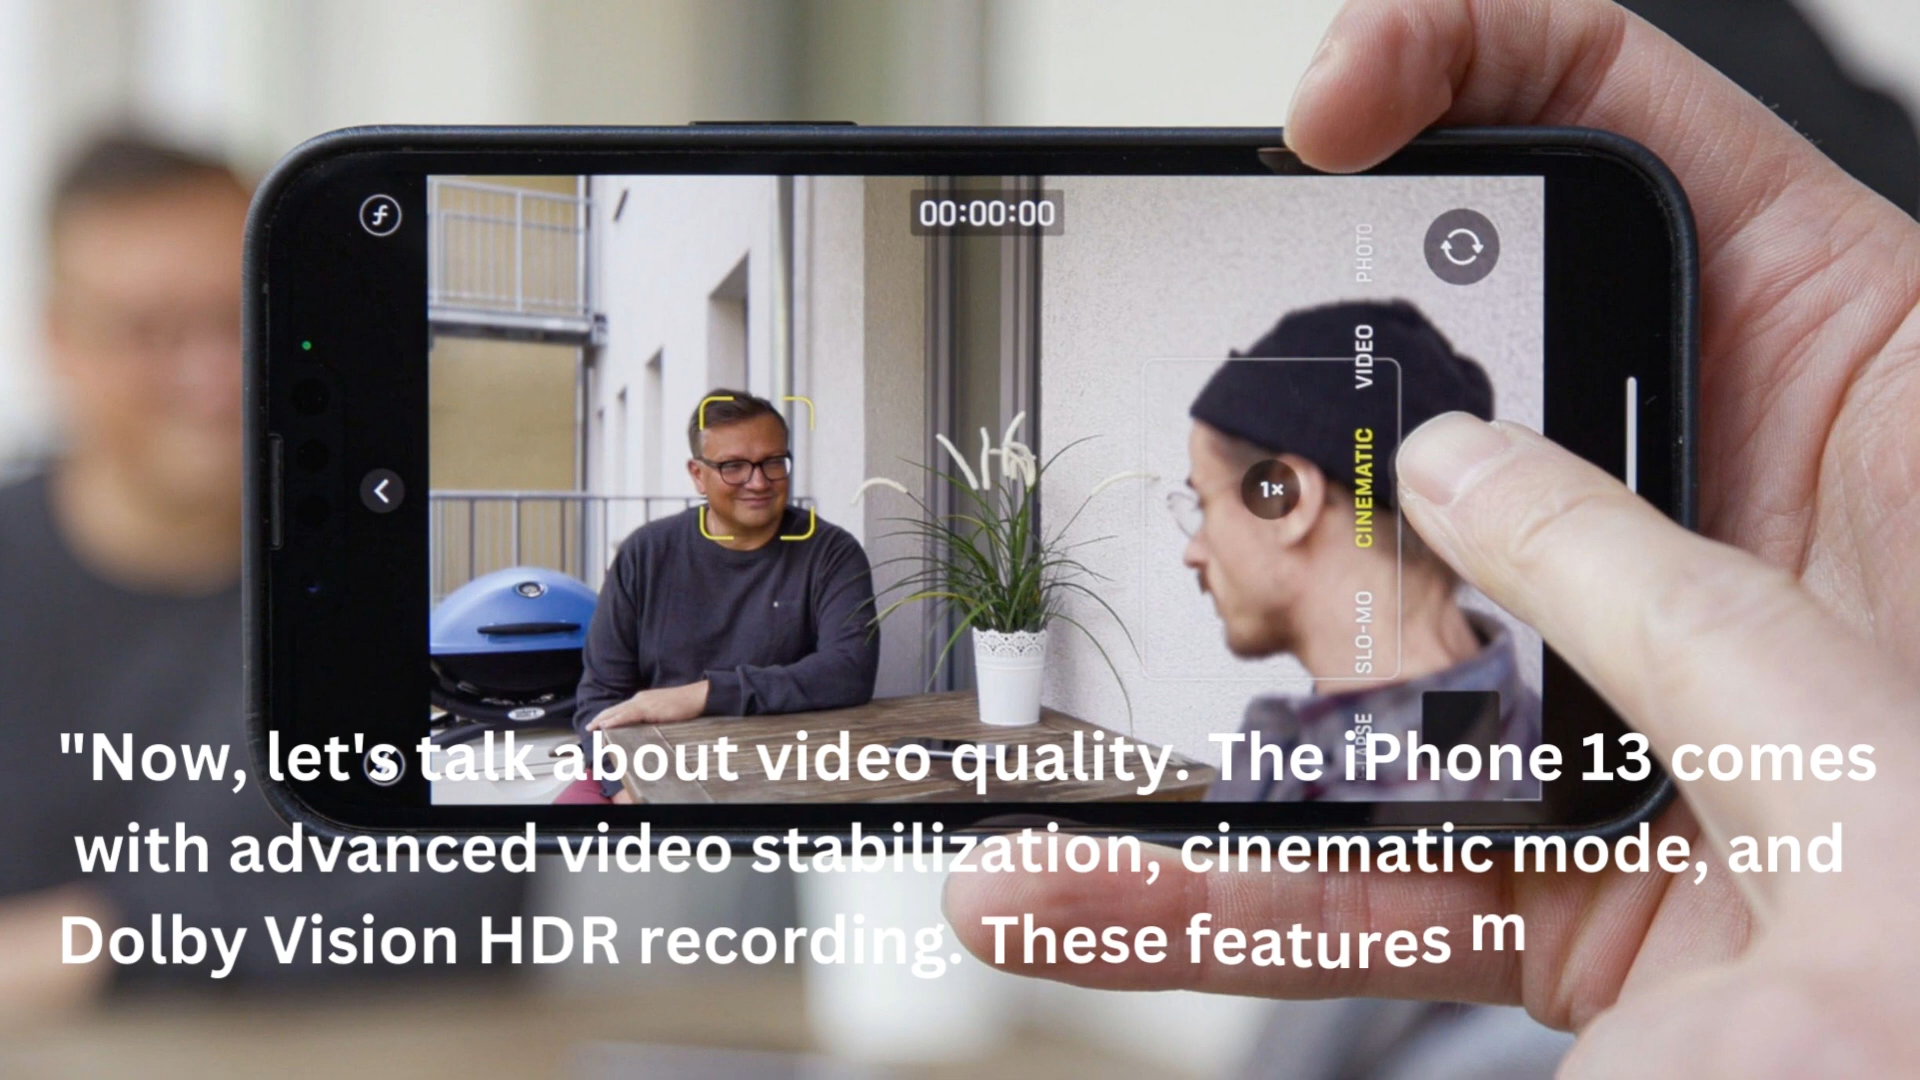 00:00:00
PHOTO
VIDEO
CINEMATIC
1×
SLO-MO
"Now, let's talk about video quality. The iPhone 13 comes
with advanced video stabilization, cinematic mode, and
Dolby Vision HDR recording. These features m